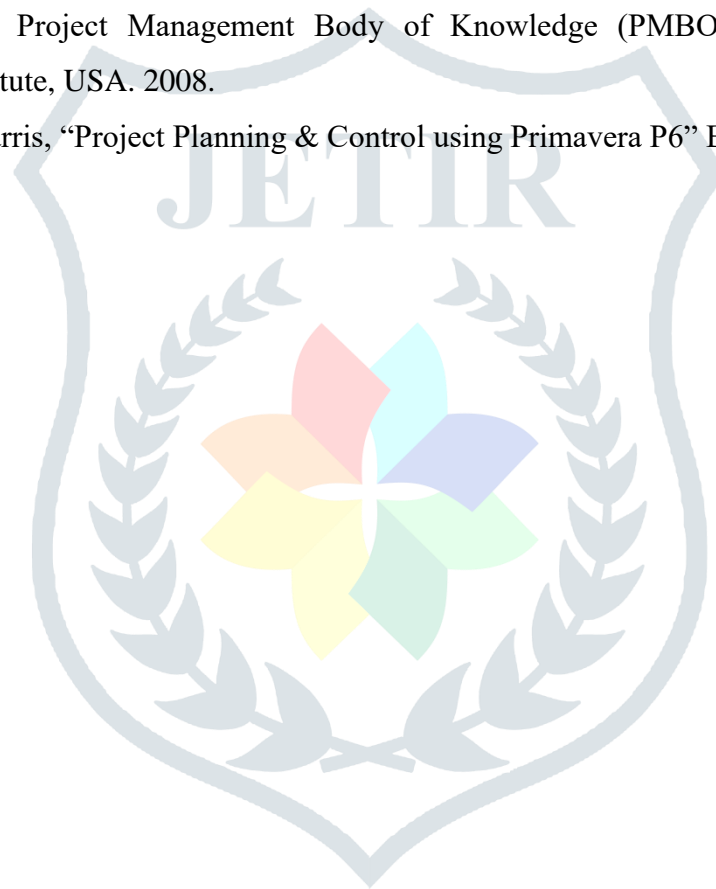 Project Management Body of Knowledge (PMBO
tute, USA. 2008.
rris, “Project Planning & Control using Primavera P6” E
JETIR